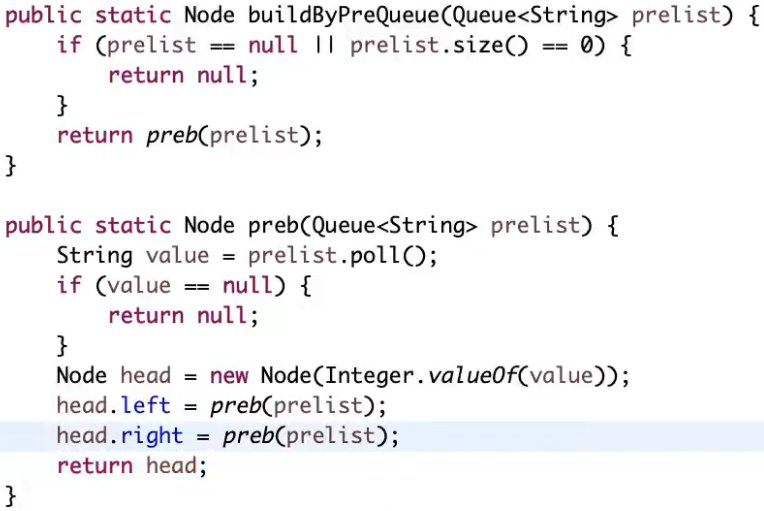 public static Node buildByPreQueue(Queue<String> prelist) {
    if (prelist == null || prelist.size() == 0) {
        return null;
    }
    return preb(prelist);
}

public static Node preb(Queue<String> prelist) {
    String value = prelist.poll();
    if (value == null) {
        return null;
    }
    Node head = new Node(Integer.valueOf(value));
    head.left = preb(prelist);
    head.right = preb(prelist);
    return head;
}